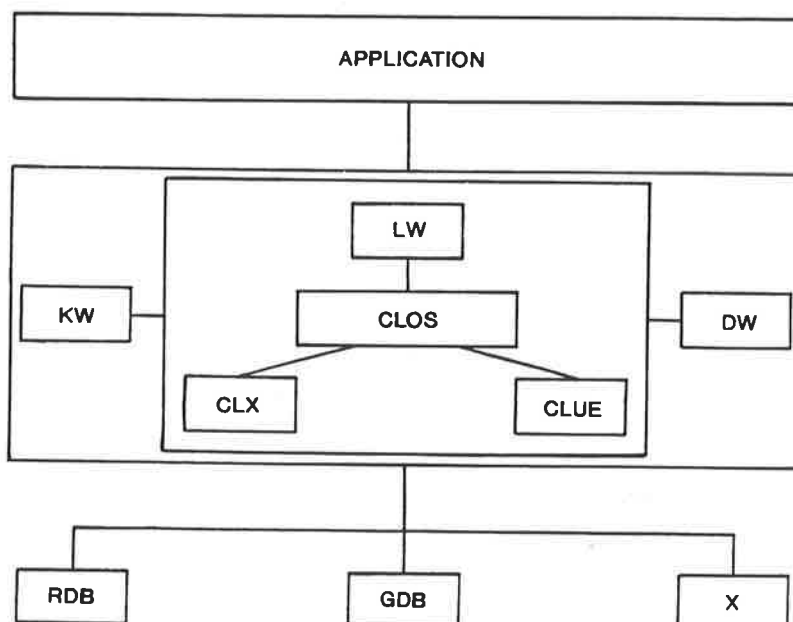 APPLICATION
LW
KW
CLOS
DW
CLX
CLUE
RDB
GDB
X